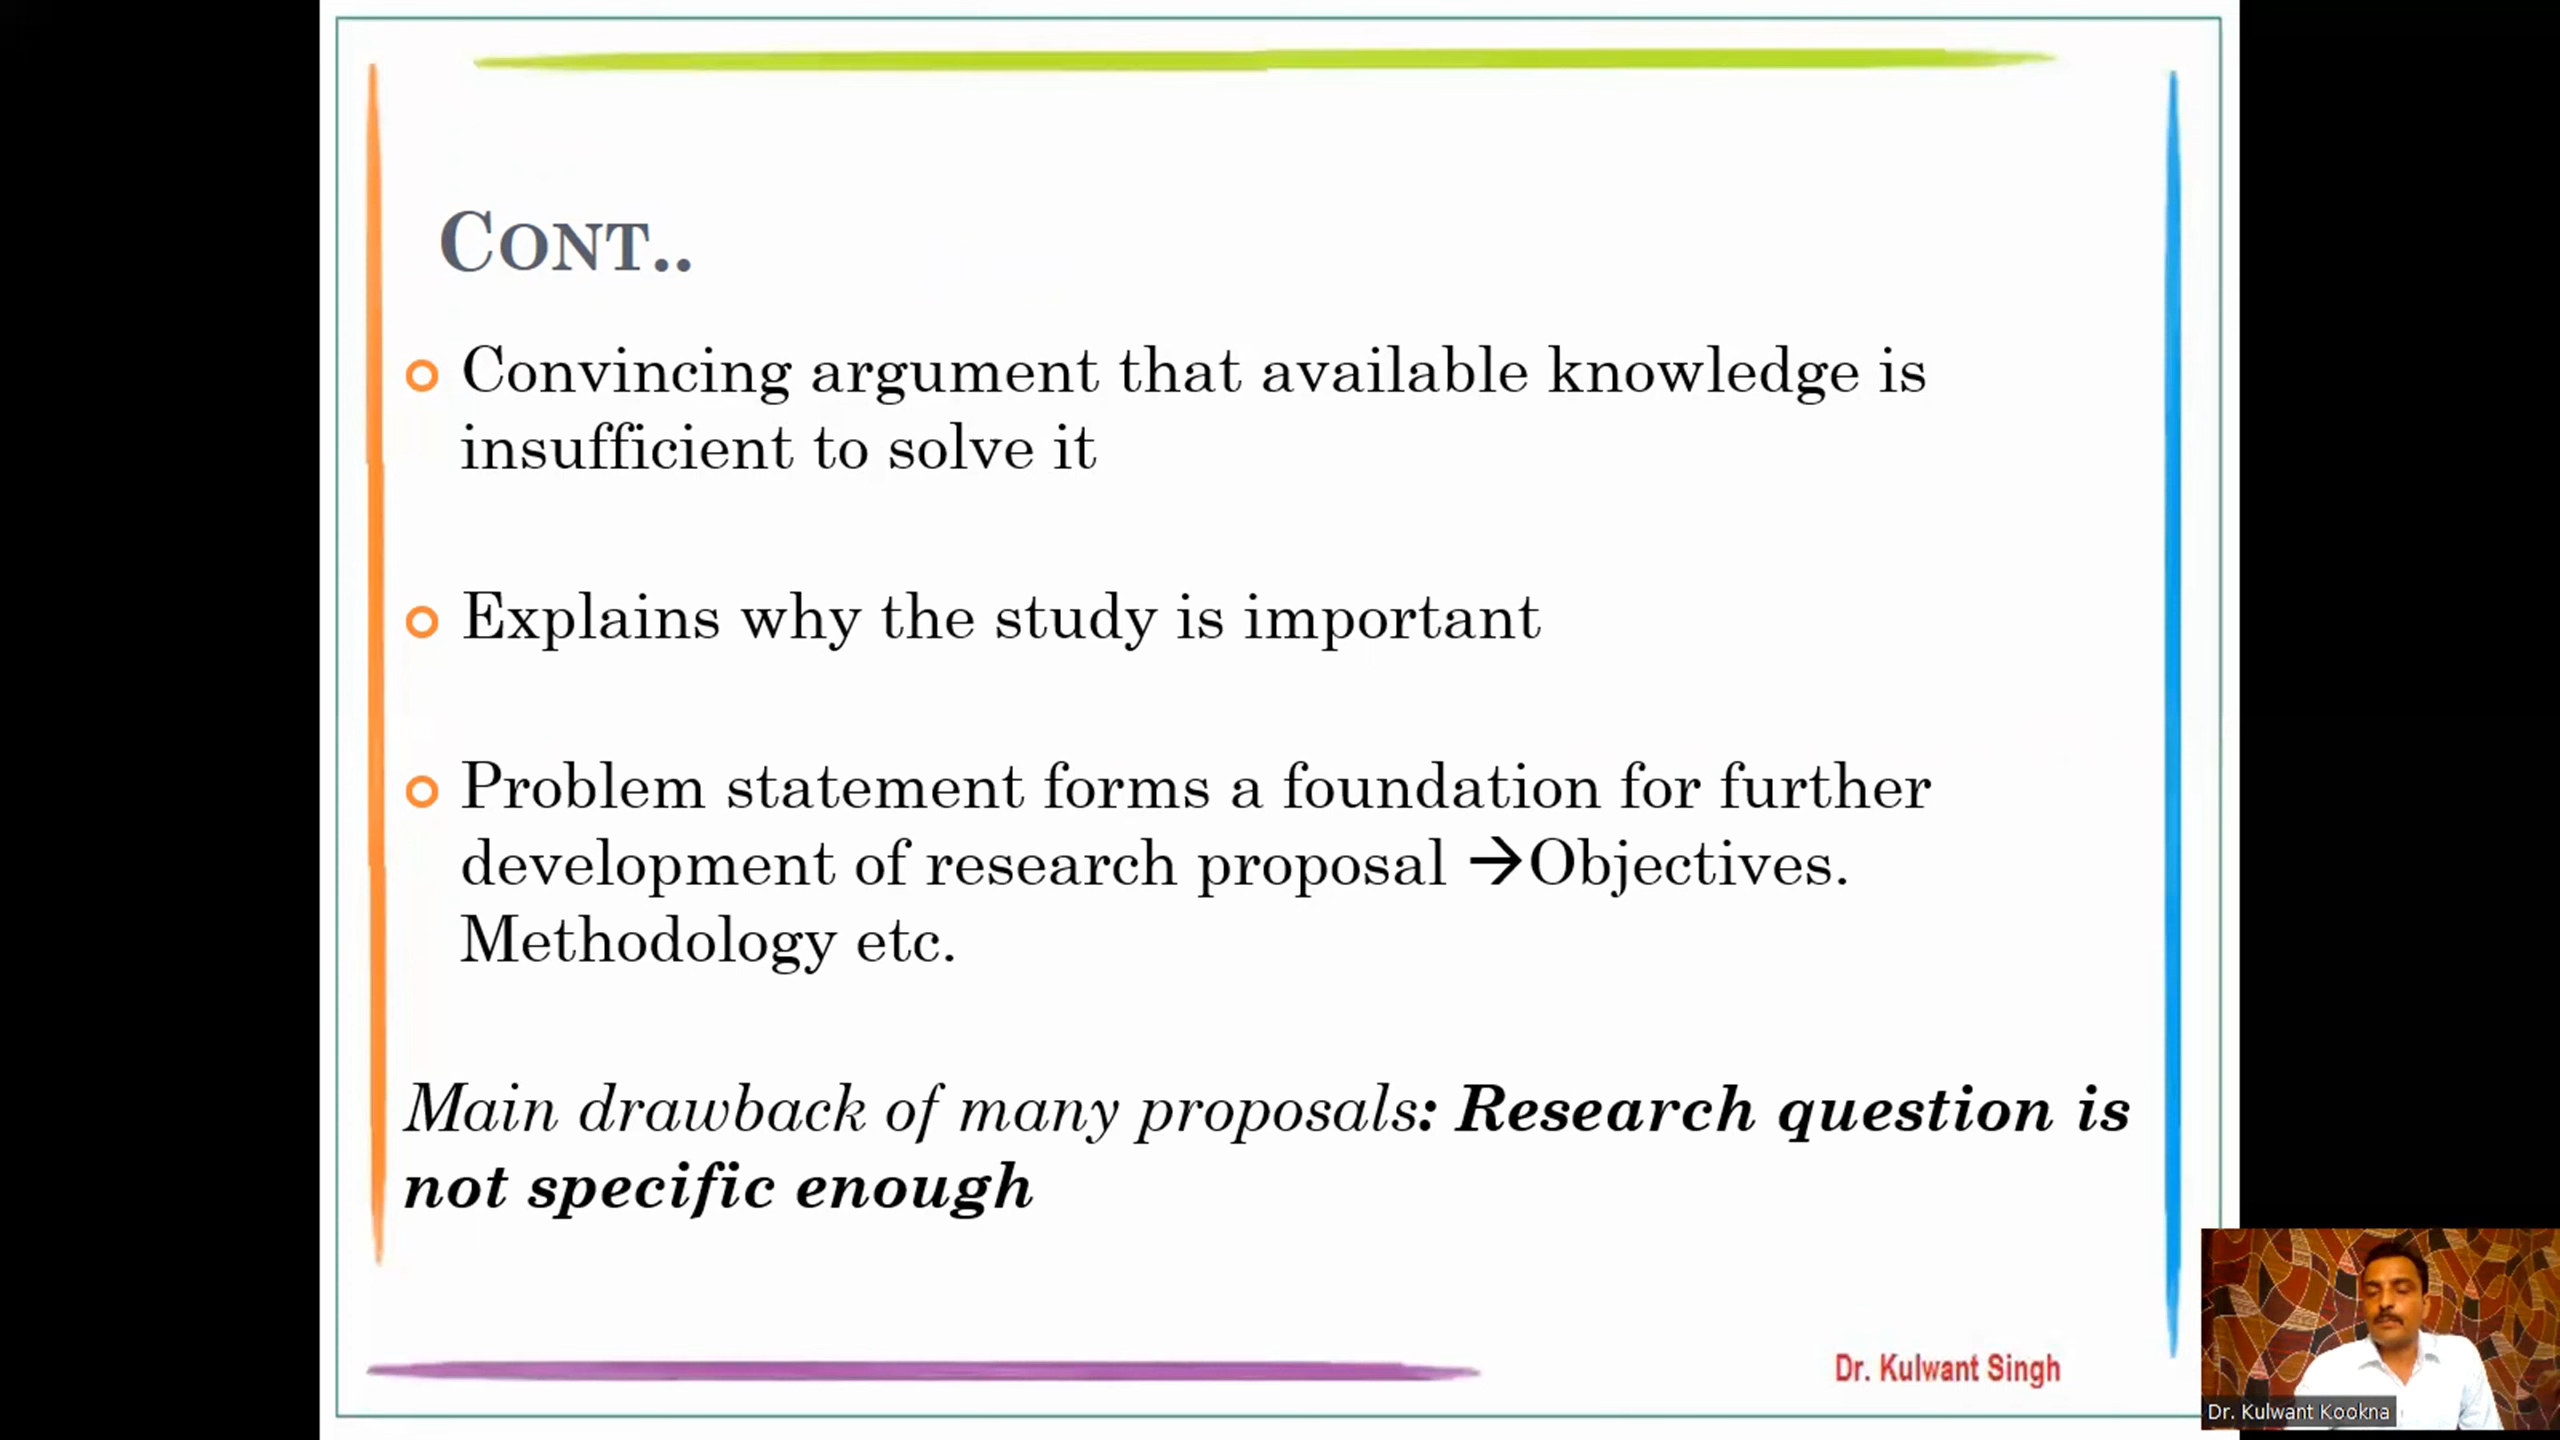 CONT..
Convincing argument that available knowledge is
insufficient to solve it
Explains why the study is important
Problem statement forms a foundation for further
development of research proposal →Objectives.
Methodology etc.
Main drawback of many proposals: Research question is
not specific enough
Dr. Kulwant Singh
Dr. Kulwant Kookna